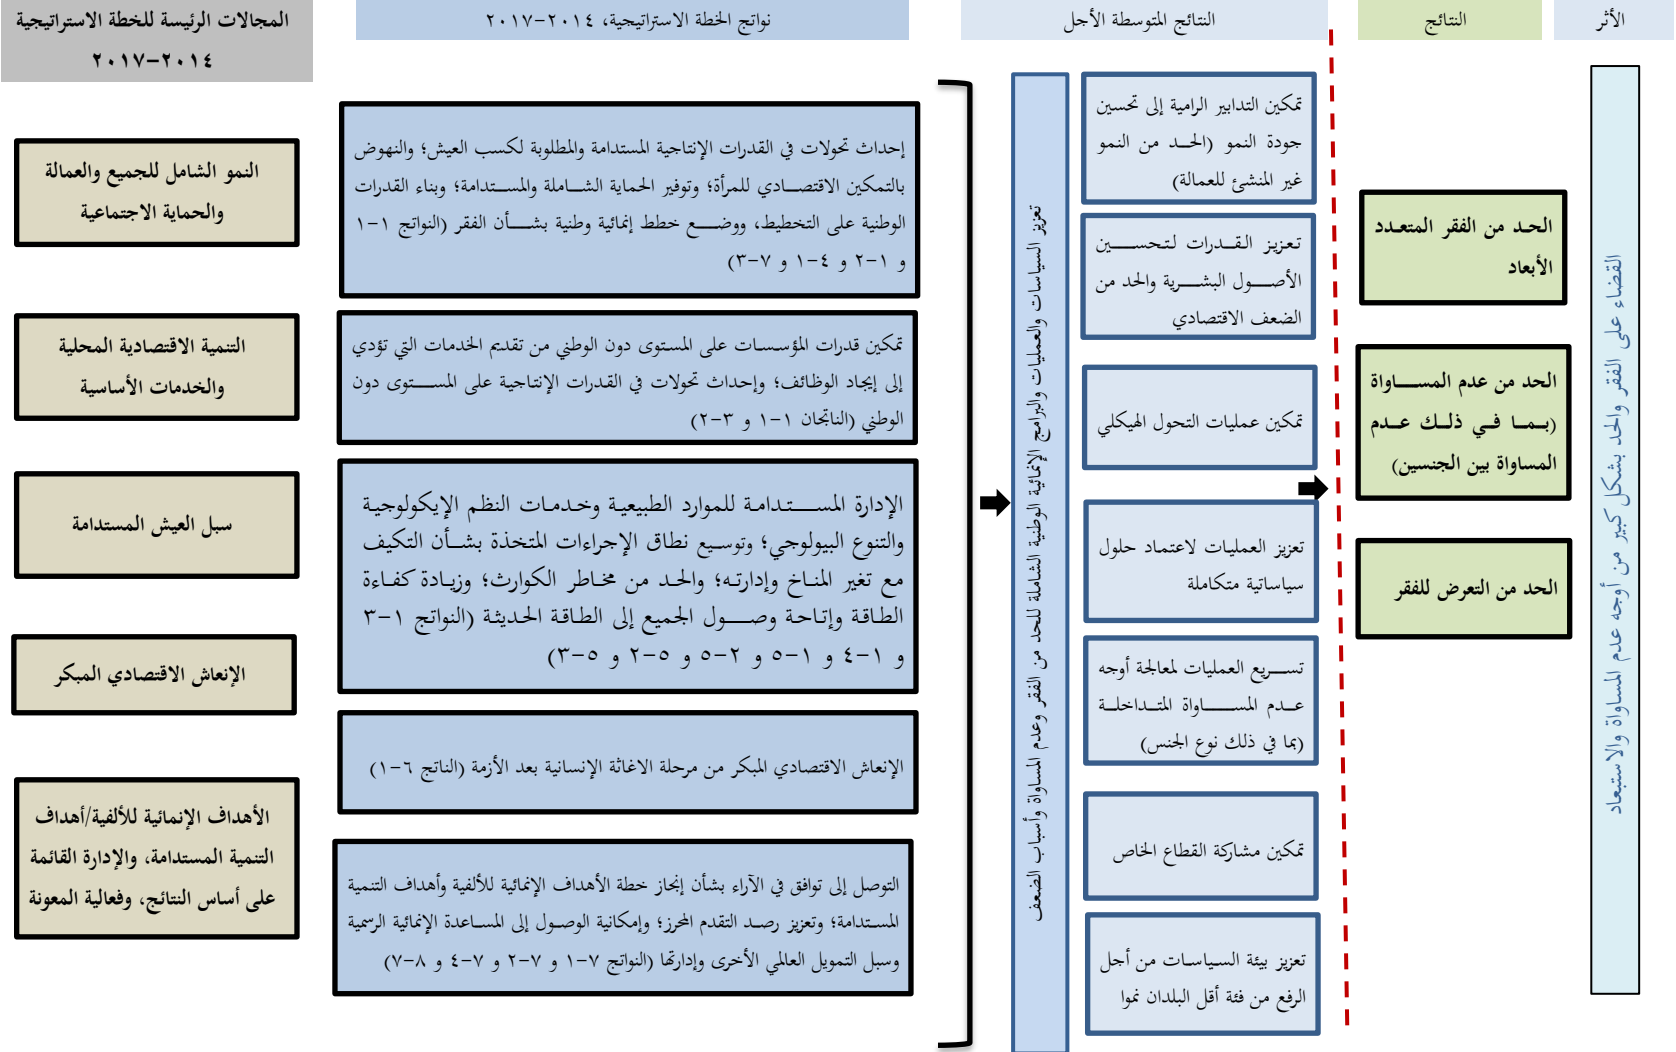 المجالات الرئيسة للخطة الاستراتيجية
٢٠١٤-٢٠١٧
نواتج الخطة الاستراتيجية، ٢٠١٤-٢٠١٧
النتائج المتوسطة الأجل
النتائج
الأثر
النمو الشامل للجميع والعمالة
والحماية الاجتماعية
التنمية الاقتصادية المحلية
والخدمات الأساسية
سبل العيش المستدامة
الإنعاش الاقتصادي المبكر
الأهداف الإنمائية للألفية/أهداف
التنمية المستدامة، والإدارة القائمة
على أساس النتائج، وفعالية المعونة
إحداث تحولات في القدرات الإنتاجية المستدامة والمطلوبة لكسب العيش؛ والنهوض
بالتمكين الاقتصادي للمرأة؛ وتوفير الحماية الشاملة والمستدامة؛ وبناء القدرات
الوطنية على التخطيط، ووضع خطط إنمائية وطنية بشأن الفقر (النواتج ١-١
و ١-٢ و ٤-١ و ٧-٣)
تمكين قدرات المؤسسات على المستوى دون الوطني من تقديم الخدمات التي تؤدي
إلى إيجاد الوظائف؛ وإحداث تحولات في القدرات الإنتاجية على المستوى دون
الوطني (الناتجان ١-١ و ٣-٢)
الإدارة المستدامة للموارد الطبيعية وخدمات النظم الإيكولوجية
والتنوع البيولوجي؛ وتوسيع نطاق الإجراءات المتخذة بشأن التكيف
مع تغير المناخ وإدارته؛ والحد من مخاطر الكوارث؛ وزيادة كفاءة
الطاقة وإتاحة وصول الجميع إلى الطاقة الحديثة (النواتج ١-٣
و ١-٤ و ١-٥ و ٢-٥ و ٥-٢ و ٥-٣)
الإنعاش الاقتصادي المبكر من مرحلة الاغاثة الإنسانية بعد الأزمة (الناتج ٦-١)
التوصل إلى توافق في الآراء بشأن إنجاز خطة الأهداف الإنمائية للألفية وأهداف التنمية
المستدامة؛ وتعزيز رصد التقدم المحرز؛ وإمكانية الوصول إلى المساعدة الإنمائية الرسمية
وسبل التمويل العالمي الأخرى وإدارتها (النواتج ٧-١ و ٧-٢ و ٧-٤ و ٨-٧)
تعزيز السياسات والعمليات والبرامج الإنمائية الوطنية الشاملة للحد من الفقر وعدم المساواة وأسباب الضعف
تمكين التدابير الرامية إلى تحسين
جودة النمو (الحد من النمو
غير المنشئ للعمالة)
تعزيز القدرات لتحسين
الأصول البشرية والحد من
الضعف الاقتصادي
تمكين عمليات التحول الهيكلي
تعزيز العمليات لاعتماد حلول
سياساتية متكاملة
تسريع العمليات لمعالجة أوجه
عدم المساواة المتداخلة
(بما في ذلك نوع الجنس)
تمكين مشاركة القطاع الخاص
تعزيز بيئة السياسات من أجل
الرفع من فئة أقل البلدان نموا
الحد من الفقر المتعدد
الأبعاد
الحد من عدم المساواة
(بما في ذلك عدم
المساواة بين الجنسين)
الحد من التعرض للفقر
القضاء على الفقر والحد بشكل كبير من أوجه عدم المساواة والاستبعاد